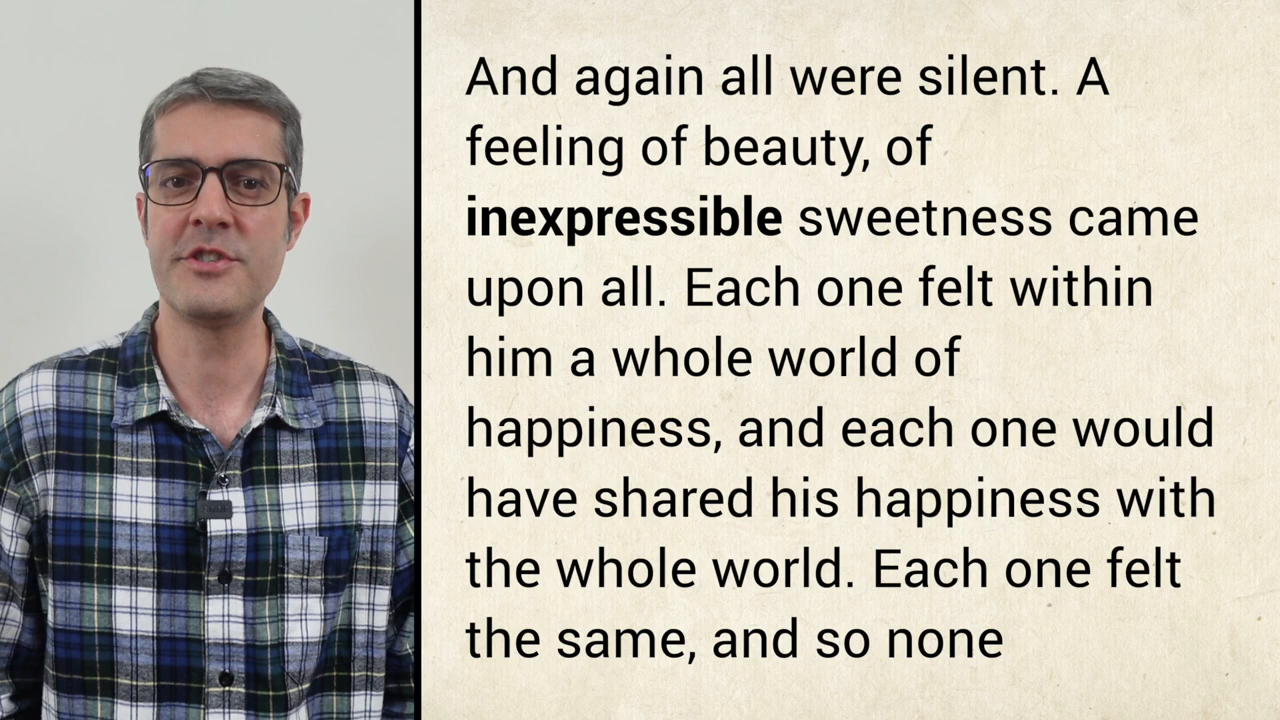 And again all were silent. A
feeling of beauty, of
inexpressible sweetness came
upon all. Each one felt within
him a whole world of
happiness, and each one would
have shared his happiness with
the whole world. Each one felt
the same, and so none